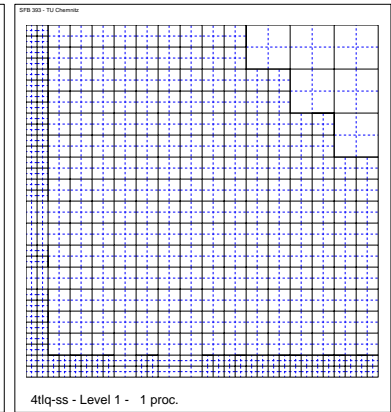 SFB 393 - TU Chemnitz
4tlq-ss - Level 1 - 1 proc.